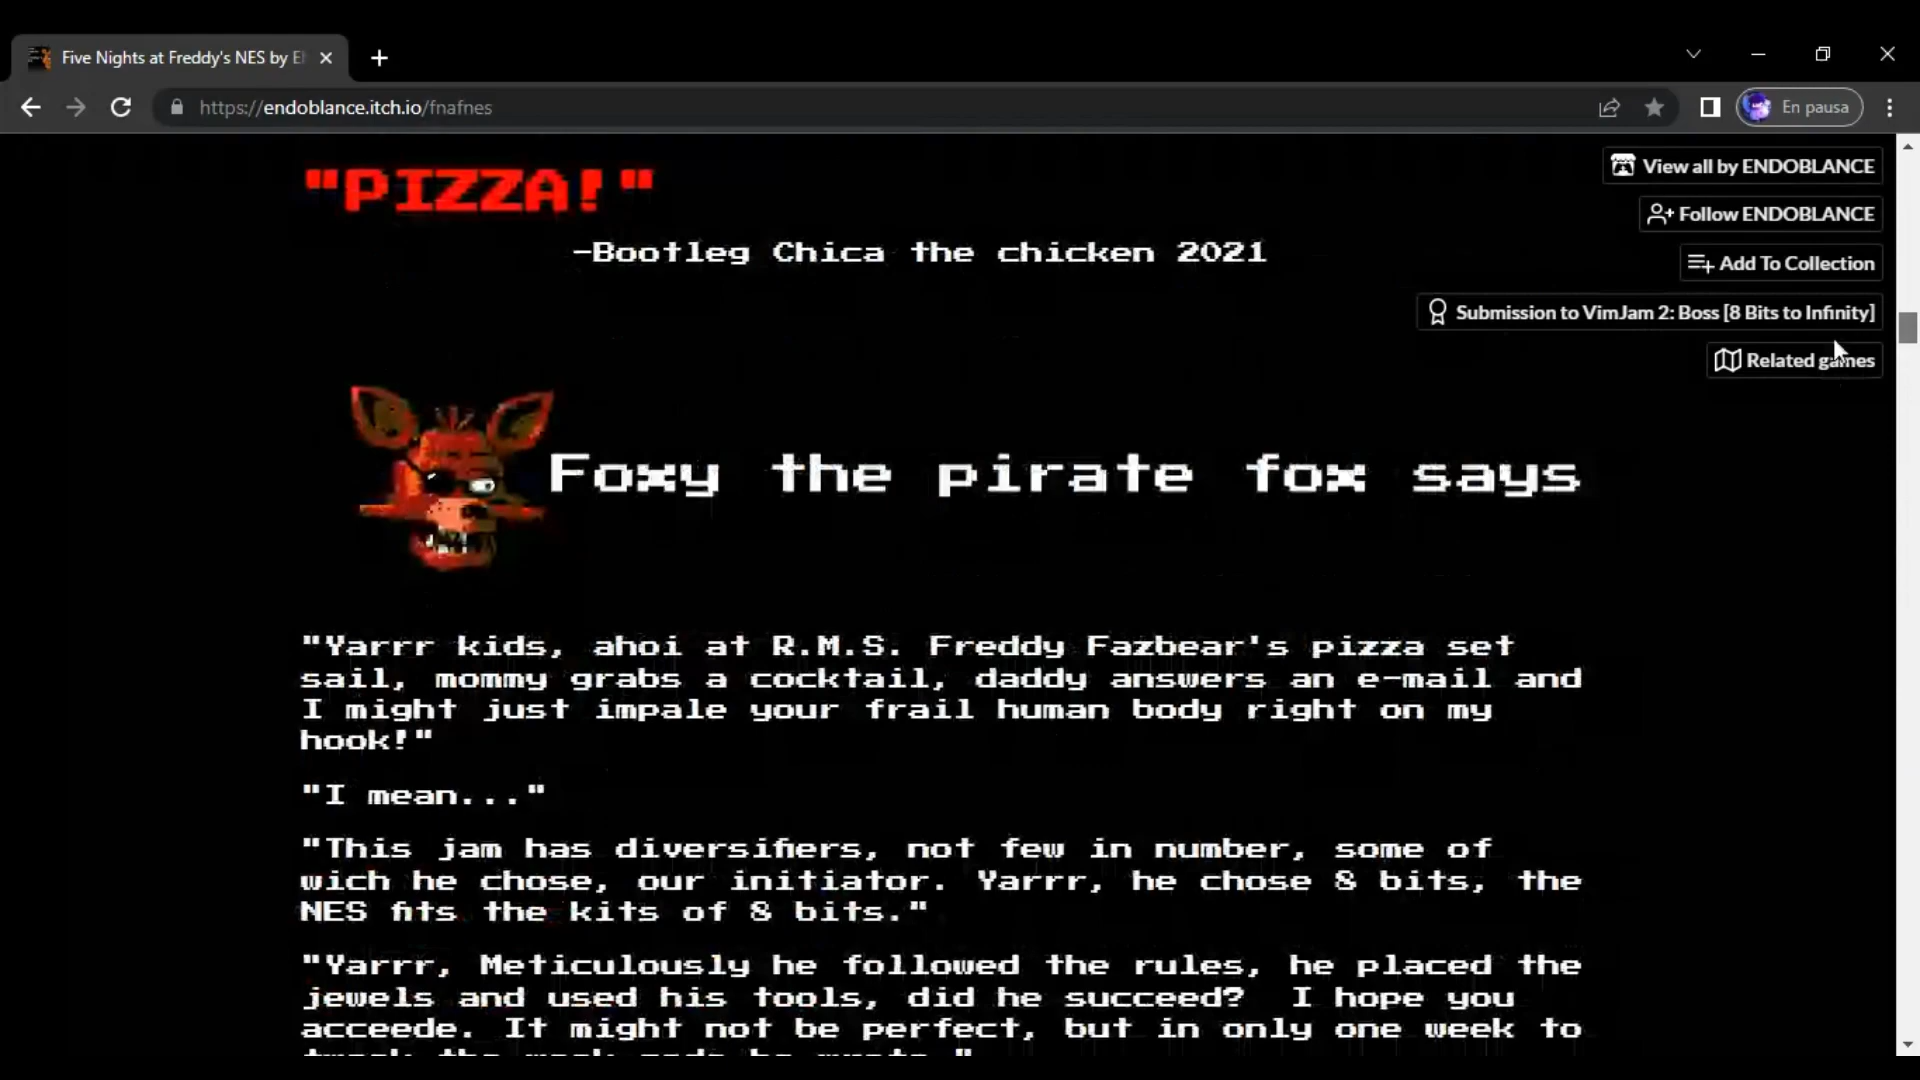 Five Nights at Freddy's NES by E
https://endoblance.itch.io/fnafnes
En pausa
"PIZZA!"
-Bootleg Chica the chicken 2021
View all by ENDOBLANCE
Follow ENDOBLANCE
Add To Collection
Submission to VimJam 2: Boss [8 Bits to Infinity]
Related games
Foxy the pirate fox says
"Yarrr kids, ahoi at R.M.S. Freddy Fazbear's pizza set
sail, mommy grabs a cocktail, daddy answers an e-mail and
I might just impale your frail human body right on my
hook!"
"I mean..."
"This jam has diversifiers, not few in number, some of
wich he chose, our initiator. Yarrr, he chose 8 bits, the
NES fits the kits of 8 bits."
"Yarrr, Meticulously he followed the rules, he placed the
jewels and used his tools, did he succeed? I hope you
acceede. It might not be perfect, but in only one week to